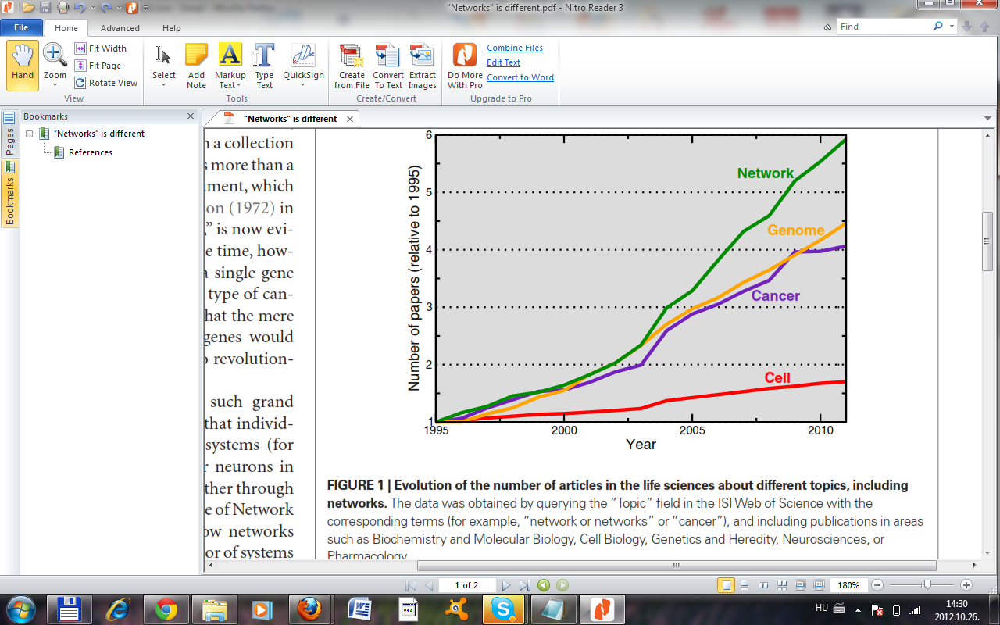 “Networks” is different.pdf - Nitro Reader 3
File Home Advanced Help
Find
Hand
Zoom
Fit Width
Fit Page
Rotate View
View
Select
Add Note
Markup Text
Type Text
QuickSign
Tools
Create from File
Convert To Text
Extract Images
Create/Convert
Do More With Pro
Combine Files
Edit Text
Convert to Word
Upgrade to Pro
Pages
Bookmarks
Bookmarks
“Networks” is different
References
“Networks” is different
a collection
more than a
ument, which
son (1972) in
,” is now evi-
e time, how-
a single gene
type of can-
hat the mere
genes would
revolution-
such grand
that individ-
systems (for
r neurons in
ther through
e of Network
ow networks
or of systems
6
5
4
3
2
1
Number of papers (relative to 1995)
Network
Genome
Cancer
Cell
1995 2000 2005 2010
Year
FIGURE 1 | Evolution of the number of articles in the life sciences about different topics, including
networks. The data was obtained by querying the “Topic” field in the ISI Web of Science with the
corresponding terms (for example, “network or networks” or “cancer”), and including publications in areas
such as Biochemistry and Molecular Biology, Cell Biology, Genetics and Heredity, Neurosciences, or
Pharmacology
1 of 2
180%
HU
14:30
2012.10.26.